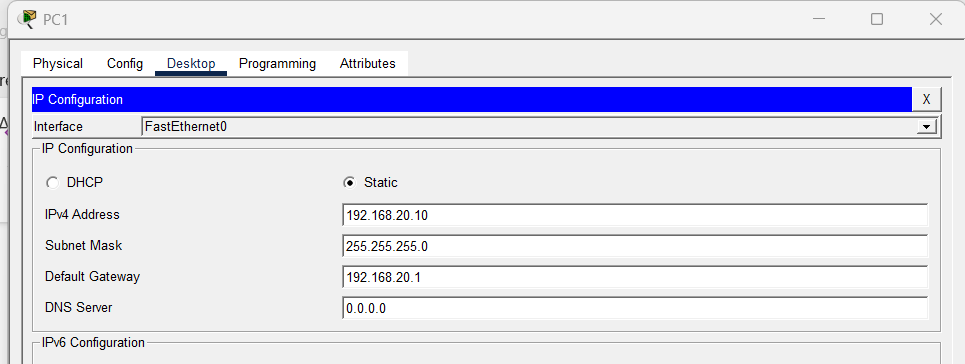 PC1
Physical Config Desktop Programming Attributes
IP Configuration X
Interface FastEthernet0
IP Configuration
DHCP Static
IPv4 Address 192.168.20.10
Subnet Mask 255.255.255.0
Default Gateway 192.168.20.1
DNS Server 0.0.0.0
IPv6 Configuration